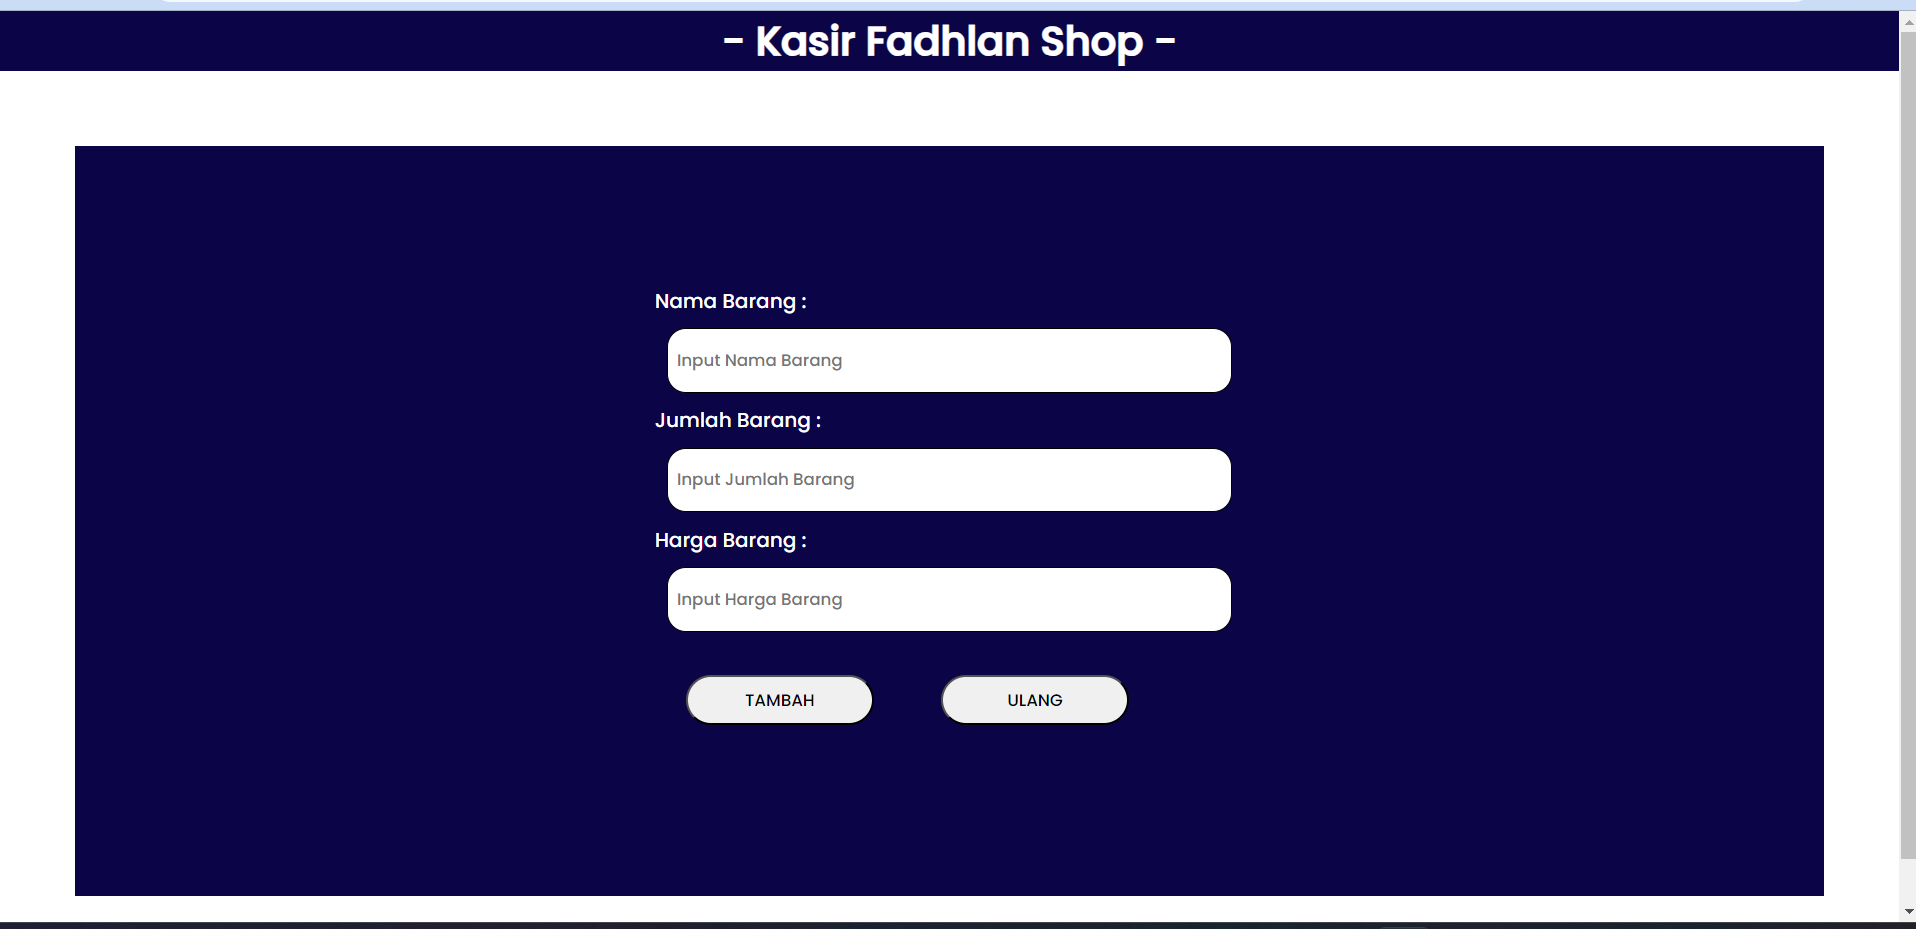 - Kasir Fadhlan Shop -
Nama Barang :
Input Nama Barang
Jumlah Barang :
Input Jumlah Barang
Harga Barang :
Input Harga Barang
TAMBAH ULANG